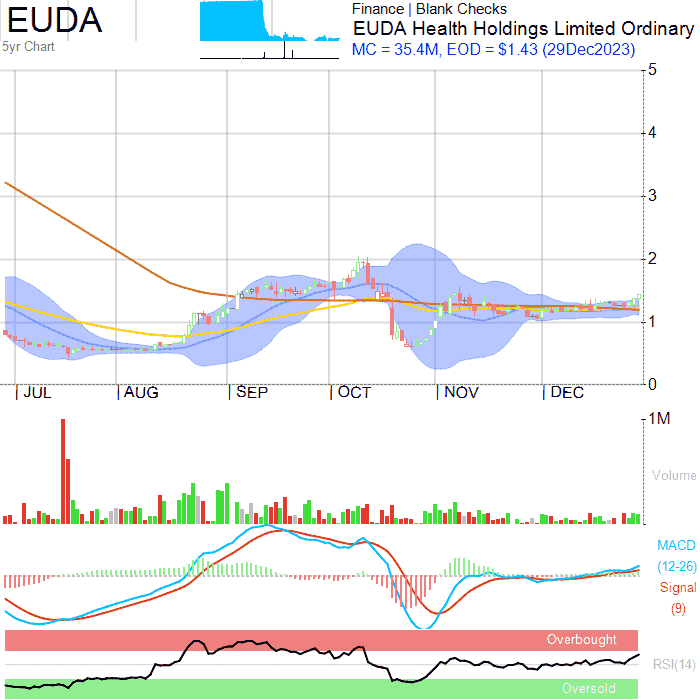 EUDA
5yr Chart
Finance | Blank Checks
EUDA Health Holdings Limited Ordinary
MC = 35.4M, EOD = $1.43 (29Dec2023)
5
4
3
2
1
0
JUL AUG SEP OCT NOV DEC
1M
Volume
MACD
(12-26)
Signal
(9)
Overbought
RSI(14)
Oversold